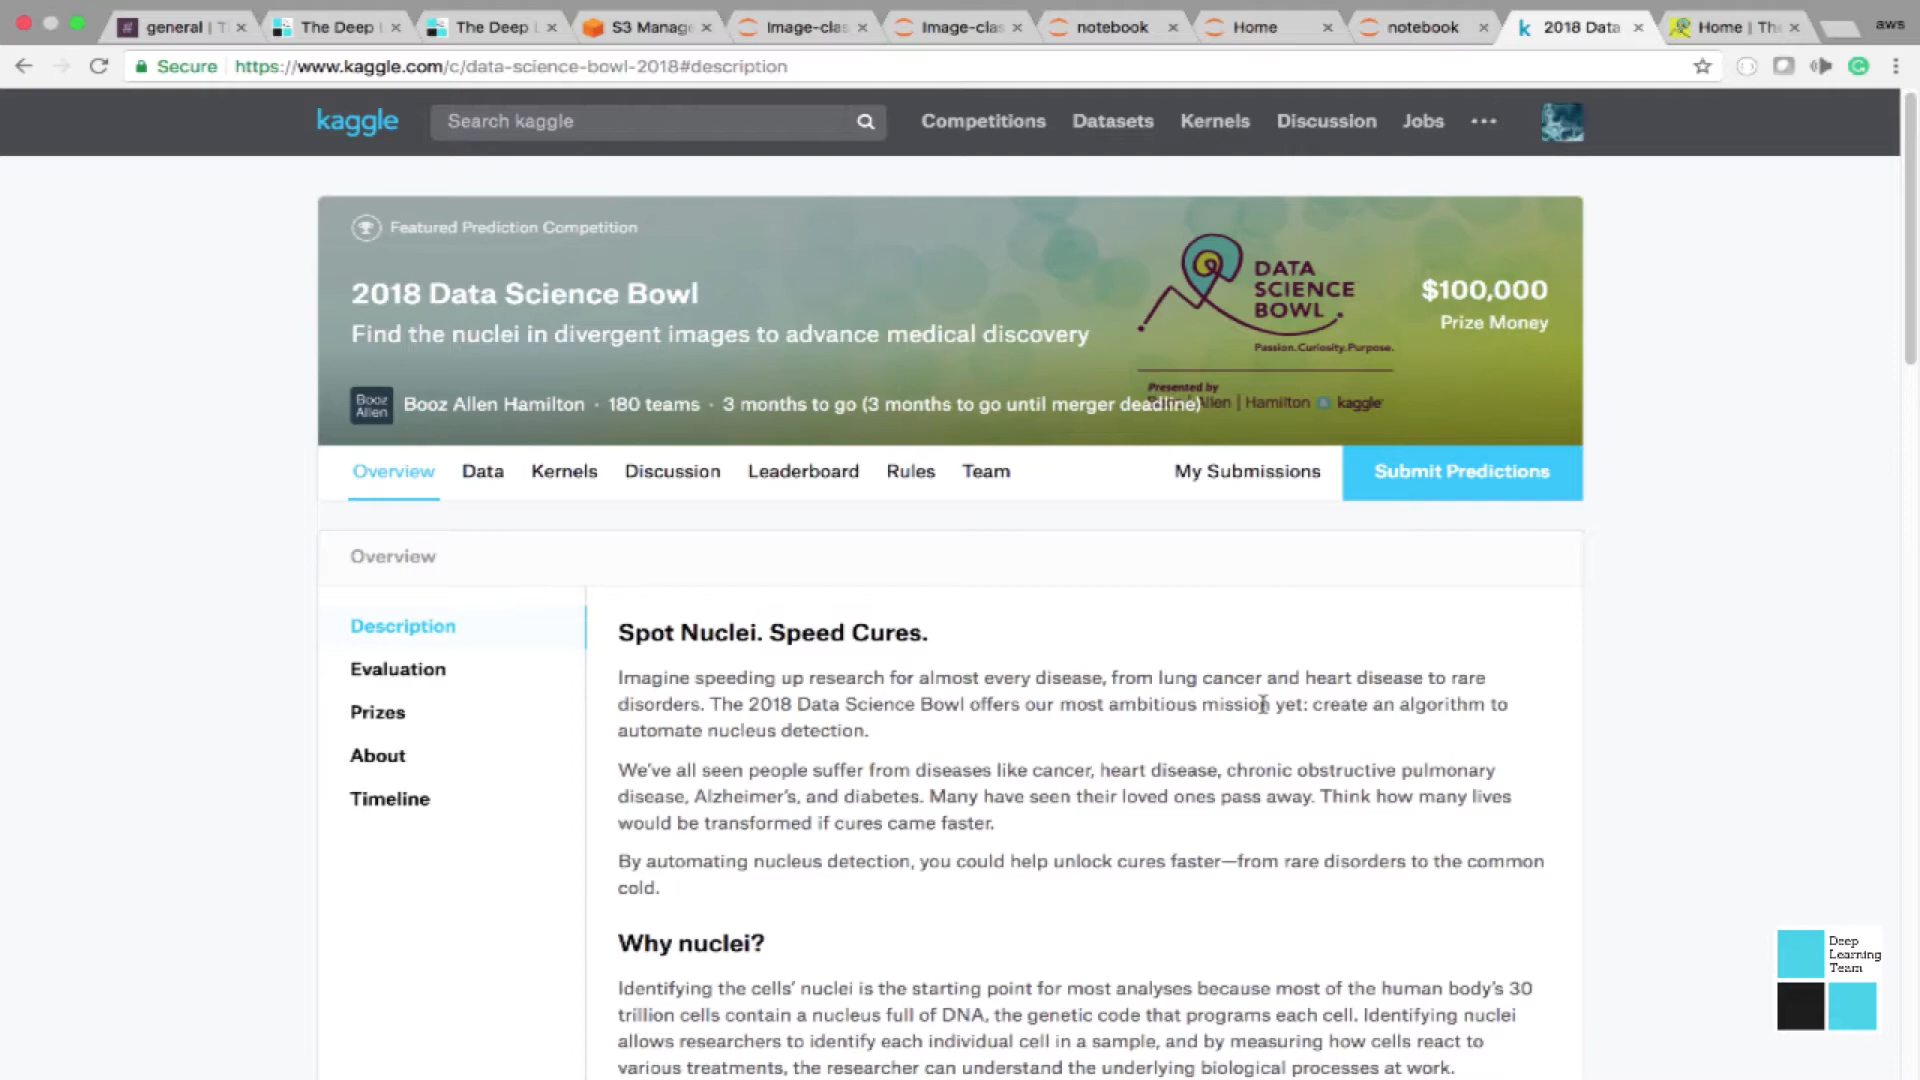 general | T
The Deep L
The Deep L
S3 Manage
Image-clas
Image-clas
notebook
Home
notebook
2018 Data
Home | The
aws
Secure https://www.kaggle.com/c/data-science-bowl-2018#description
kaggle
Search kaggle
Competitions Datasets Kernels Discussion Jobs
Featured Prediction Competition
2018 Data Science Bowl
Find the nuclei in divergent images to advance medical discovery
DATA
SCIENCE
BOWL
Passion.Curiosity.Purpose.
Presented by
Allen | Hamilton kaggle
$100,000
Prize Money
Booz
Allen
Booz Allen Hamilton · 180 teams · 3 months to go (3 months to go until merger deadline)
Overview Data Kernels Discussion Leaderboard Rules Team My Submissions Submit Predictions
Overview
Description
Evaluation
Prizes
About
Timeline
Spot Nuclei. Speed Cures.
Imagine speeding up research for almost every disease, from lung cancer and heart disease to rare
disorders. The 2018 Data Science Bowl offers our most ambitious mission yet: create an algorithm to
automate nucleus detection.
We've all seen people suffer from diseases like cancer, heart disease, chronic obstructive pulmonary
disease, Alzheimer's, and diabetes. Many have seen their loved ones pass away. Think how many lives
would be transformed if cures came faster.
By automating nucleus detection, you could help unlock cures faster—from rare disorders to the common
cold.
Why nuclei?
Identifying the cells' nuclei is the starting point for most analyses because most of the human body's 30
trillion cells contain a nucleus full of DNA, the genetic code that programs each cell. Identifying nuclei
allows researchers to identify each individual cell in a sample, and by measuring how cells react to
various treatments, the researcher can understand the underlying biological processes at work.
Deep
Learning
Team